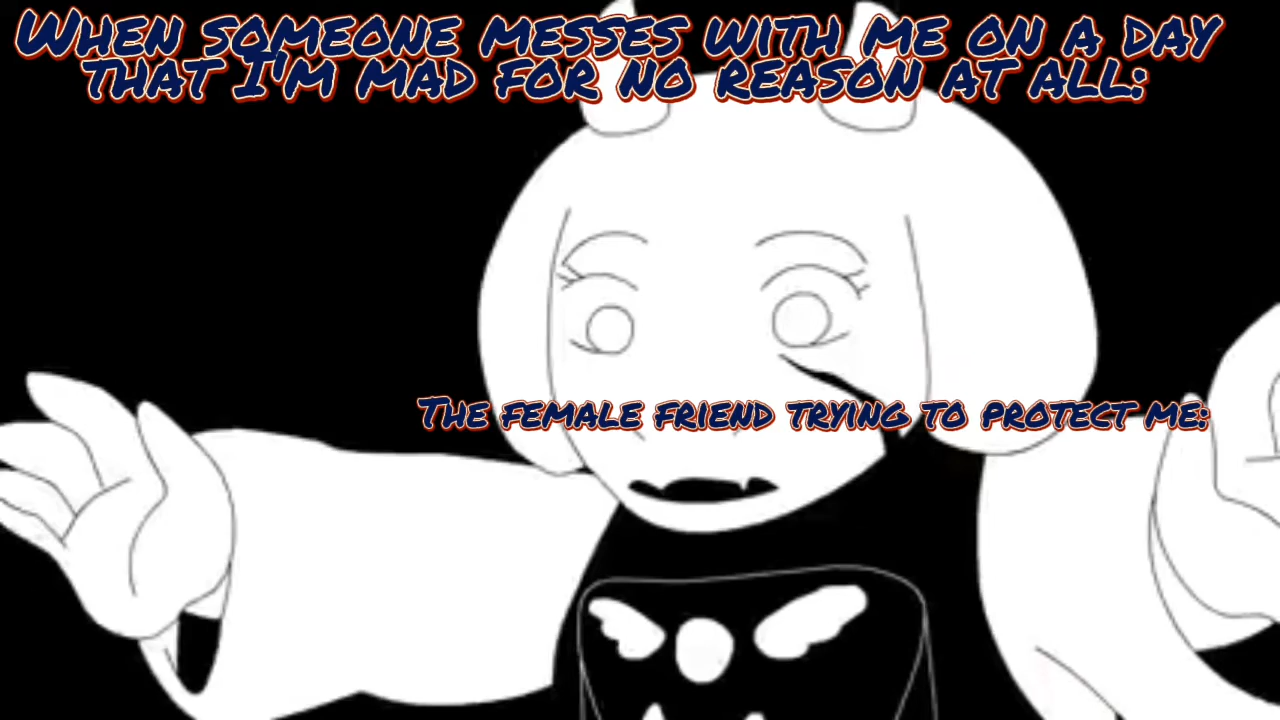 When someone messes with me on a day
that I'm mad for no reason at all:
The female friend trying to protect me: